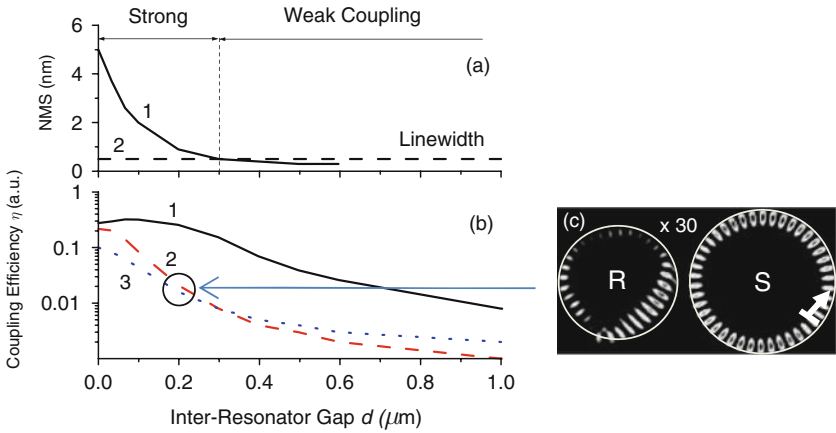 Strong
Weak Coupling
6
4
2
0
NMS (nm)
(a)
1
2
Linewidth
1
0.1
0.01
Coupling Efficiency η (a.u.)
1
(b)
2
3
0.0
0.2
0.4
0.6
0.8
1.0
Inter-Resonator Gap d (μm)
(c)
x 30
R
S